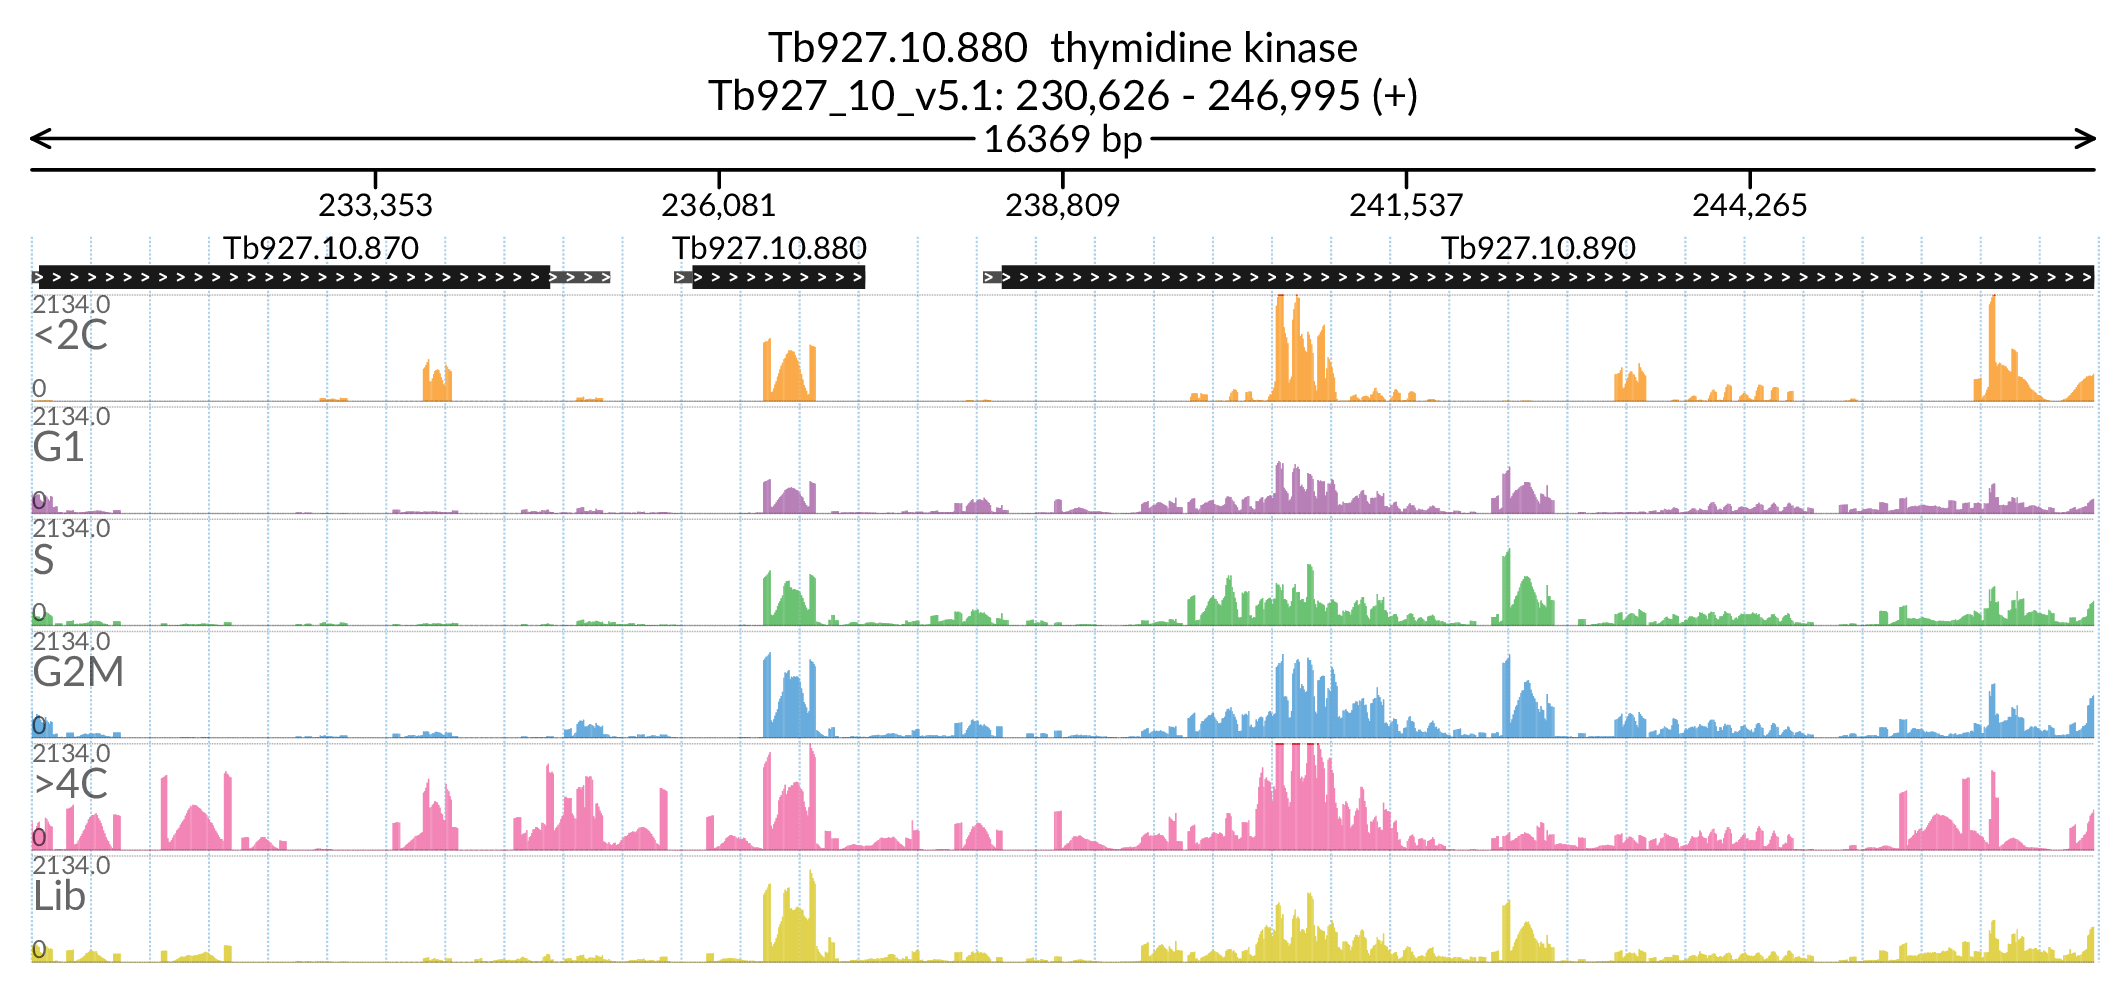 Tb927.10.880 thymidine kinase
Tb927_10_v5.1: 230,626 - 246,995 (+)
16369 bp
233,353 236,081 238,809 241,537 244,265
Tb927.10.870 Tb927.10.880 Tb927.10.890
2134.0
<2C
0
2134.0
G1
0
2134.0
S
0
2134.0
G2M
0
2134.0
>4C
0
2134.0
Lib
0